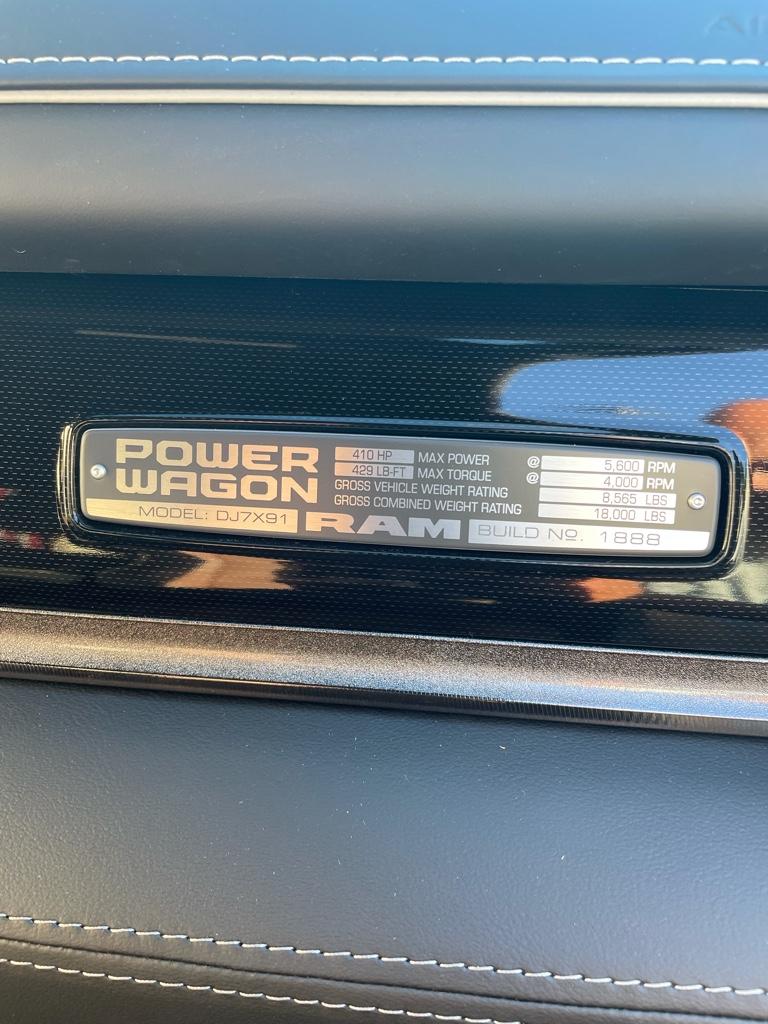 POWER
WAGON
410 HP MAX POWER @ 5,600 RPM
429 LB-FT MAX TORQUE @ 4,000 RPM
GROSS VEHICLE WEIGHT RATING 8,565 LBS
GROSS COMBINED WEIGHT RATING 18,000 LBS
MODEL: DJ7X91 RAM BUILD No. 1888